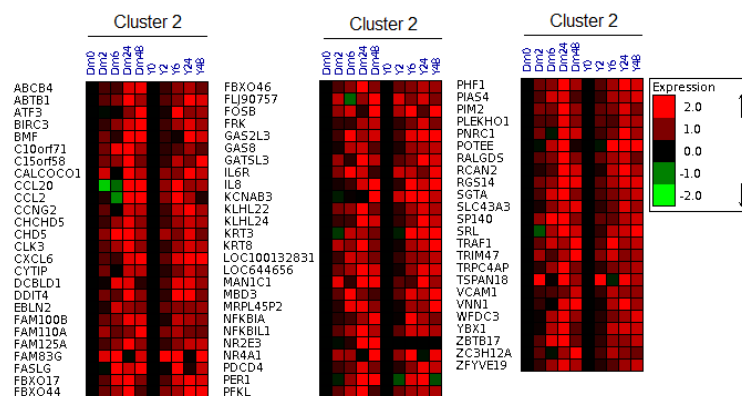 Cluster 2
Dm0 Dm2 Dm6 Dm24 Dm48 Y0 Y2 Y6 Y24 Y48
ABCB4
ABTB1
ATF3
BIRC3
BMF
C10orf71
C15orf58
CALCOCO1
CCL20
CCL2
CCNG2
CHCHD5
CHD5
CLK3
CXCL6
CYTIP
DCBLD1
DDIT4
EBLN2
FAM100B
FAM110A
FAM125A
FAM83G
FASLG
FBXO17
FBXO44
Cluster 2
Dm0 Dm2 Dm6 Dm24 Dm48 Y0 Y2 Y6 Y24 Y48
FBXO46
FLJ90757
FOSB
FRK
GAS2L3
GAS8
GATSL3
IL6R
IL8
KCNAB3
KLHL22
KLHL24
KRT3
KRT8
LOC100132831
LOC644656
MAN1C1
MBD3
MRPL45P2
NFKBIA
NFKBIL1
NR2E3
NR4A1
PDCD4
PER1
PFKL
Cluster 2
Dm0 Dm2 Dm6 Dm24 Dm48 Y0 Y2 Y6 Y24 Y48
PHF1
PIAS4
PIM2
PLEKHO1
PNRC1
POTEE
RALGDS
RCAN2
RGS14
SGTA
SLC43A3
SP140
SRL
TRAF1
TRIM47
TRPC4AP
TSPAN18
VCAM1
VNN1
WFDC3
YBX1
ZBTB17
ZC3H12A
ZFYVE19
Expression
2.0
1.0
0.0
-1.0
-2.0